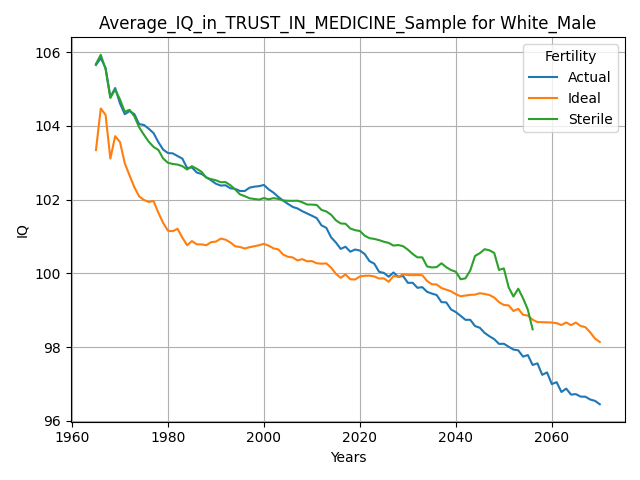 Average_IQ_in_TRUST_IN_MEDICINE_Sample for White_Male
Fertility
Actual
Ideal
Sterile
IQ
106
104
102
100
98
96
1960
1980
2000
2020
2040
2060
Years